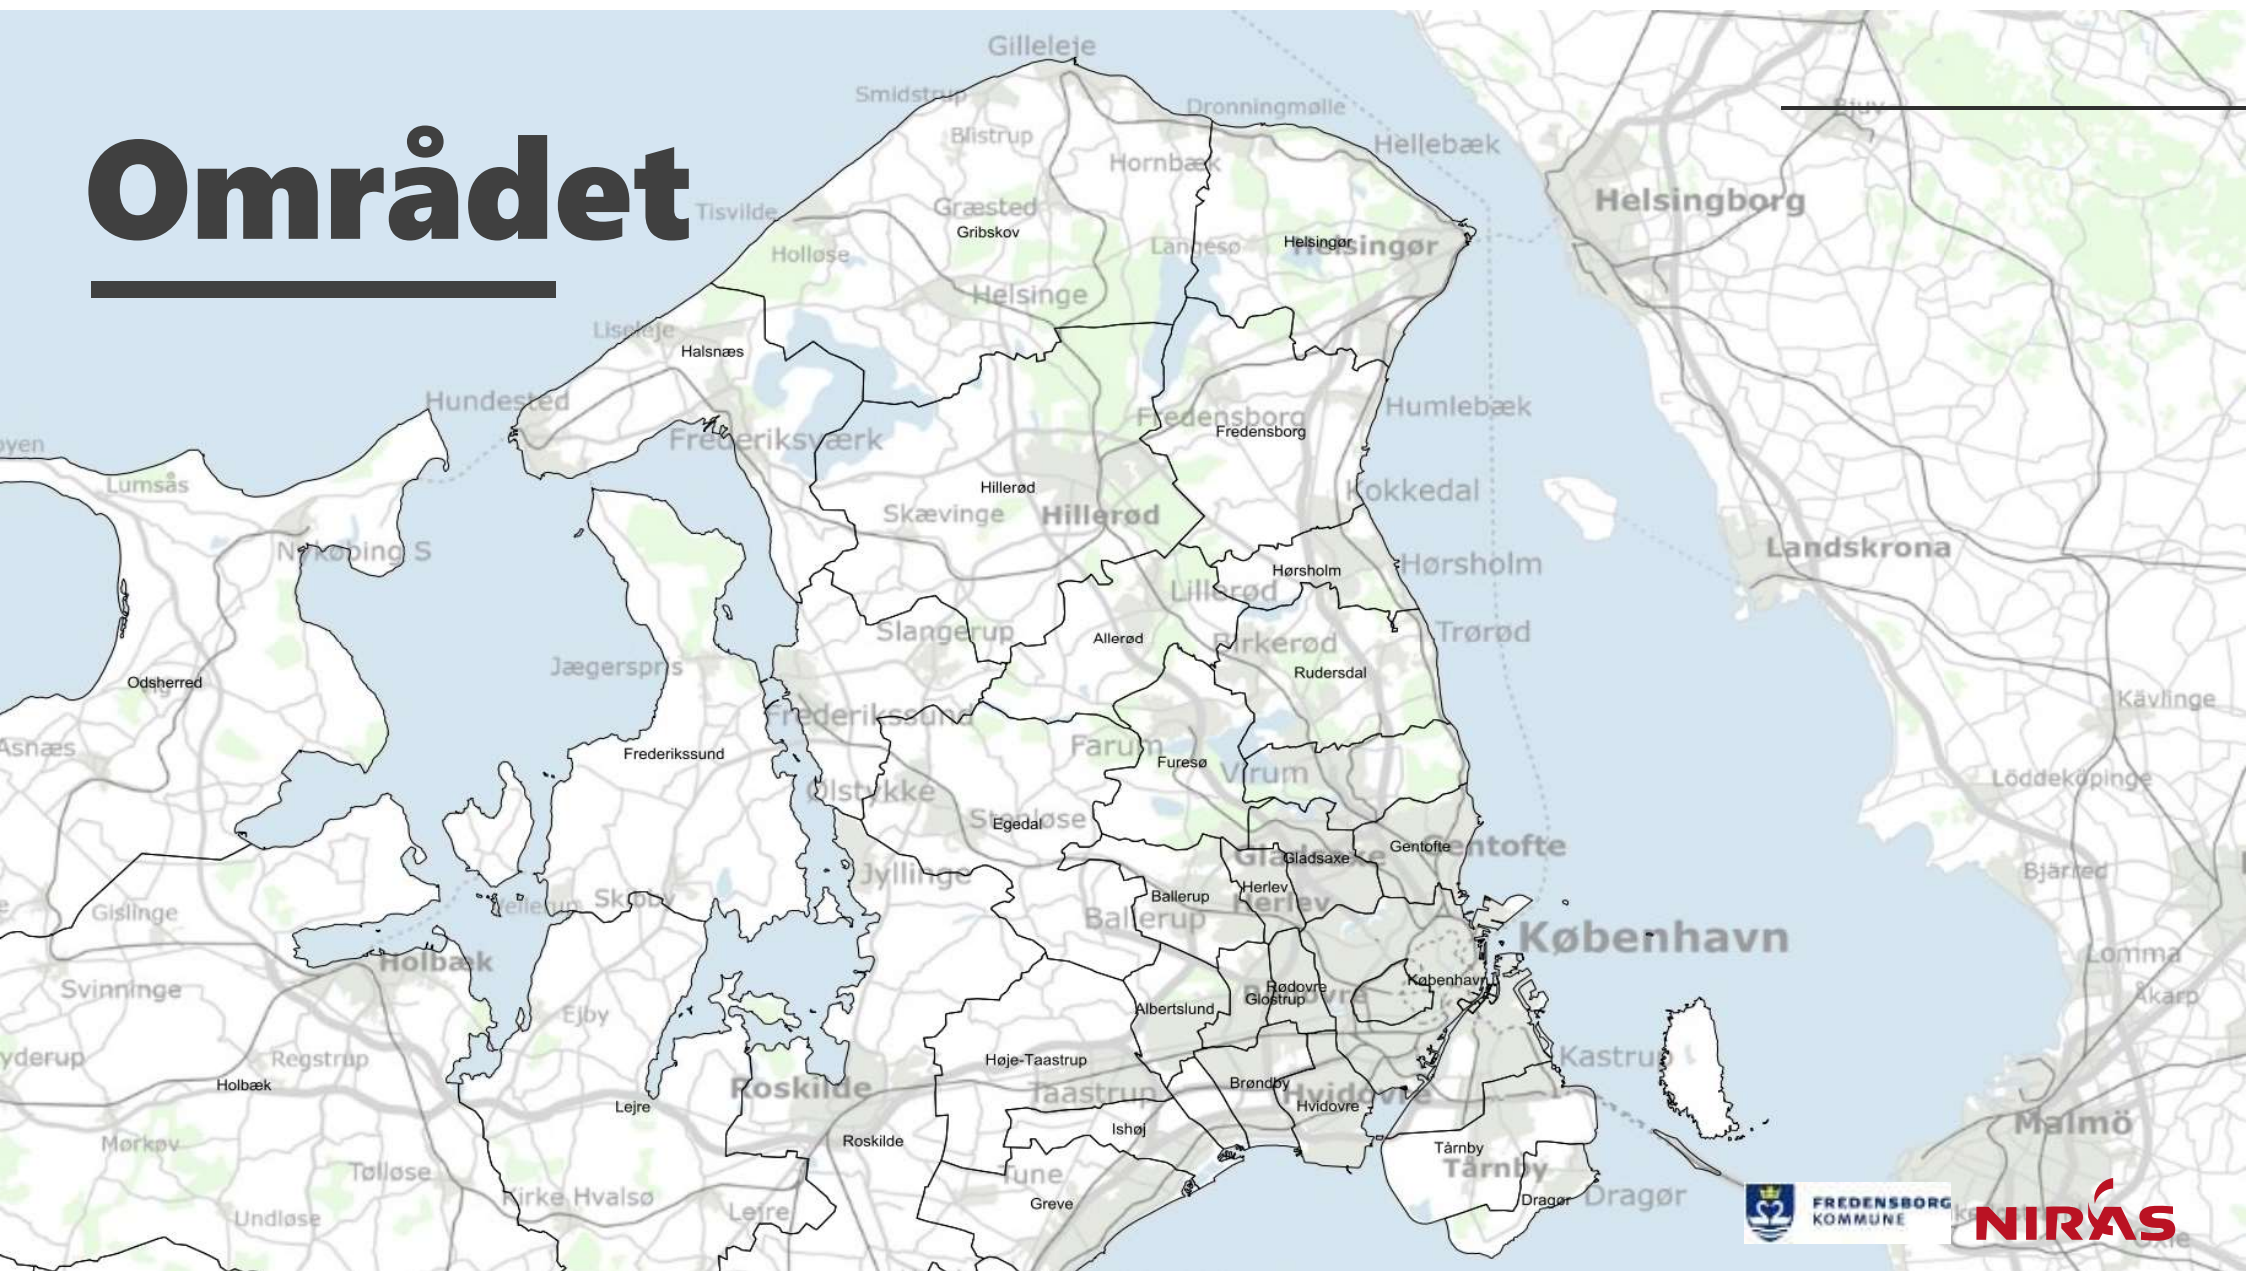 Området
Gilleleje
Smidstrup
Dronningmølle
Bjuv
Blistrup
Hellebæk
Hornbæk
Helsingborg
Tisvilde
Græsted
Gribskov
Langesø
Helsingør
Helsingør
Holløse
Helsinge
Liseleje
Halsnæs
Hundested
Humlebæk
Fredensborg
Fredensborg
Frederiksværk
Lumsås
Hillerød
Kokkedal
Skævinge
Hillerød
Nykøbing S
Landskrona
Hørsholm
Hørsholm
Lillerød
Slangerup
Allerød
Birkerød
Trørød
Jægerspris
Rudersdal
Odsherred
Kävlinge
Frederikssund
Asnæs
Farum
Frederikssund
Furesø
Virum
Löddeköpinge
Ølstykke
Stenløse
Egedal
Gentofte
Gentofte
Gladsaxe
Gladsaxe
Jyllinge
Bjärred
Herlev
Herlev
Ballerup
Ballerup
Skibby
Vellerup
Gislinge
København
Holbæk
Lomma
København
Rødovre
Rødovre
Glostrup
Albertslund
Svinninge
Åkarp
Ejby
Kastrup
Regstrup
Høje-Taastrup
Holbæk
Roskilde
Taastrup
Brøndby
Hvidovre
Hvidovre
Lejre
Malmö
Ishøj
Roskilde
Mørkøv
Tårnby
Tårnby
Tølløse
Tune
Kirke Hvalsø
Greve
Dragør
Dragør
Lejre
Undløse
FREDENSBORG
KOMMUNE
NIRAS